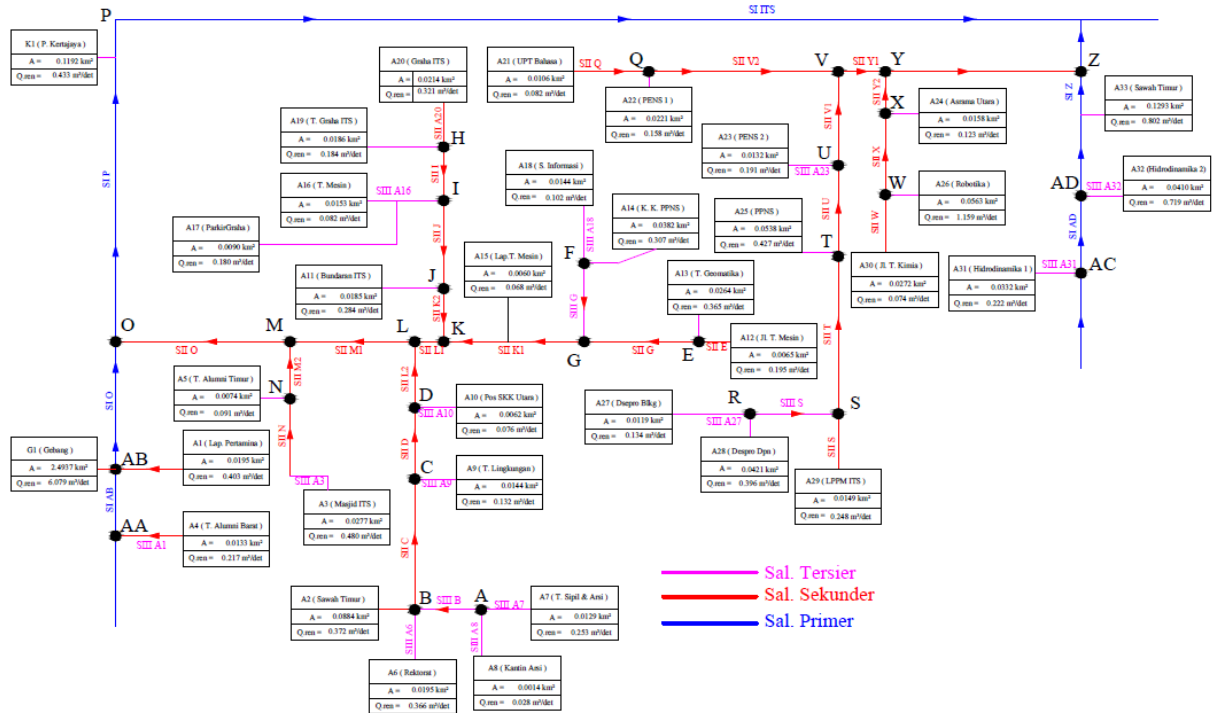 P
SI ITS
K1 ( P. Kertajaya )
A = 0.1192 km²
Q.ren = 0.433 m³/det
A20 ( Graha ITS )
A = 0.0214 km²
Q.ren = 0.321 m³/det
A21 ( UPT Bahasa )
A = 0.0106 km²
Q.ren = 0.082 m³/det
SII Q
Q
SII V2
V
SII Y1
Y
Z
A22 ( PENS 1 )
A = 0.0221 km²
Q.ren = 0.158 m³/det
SII Y2
X
A24 ( Asrama Utara )
A = 0.0158 km²
Q.ren = 0.123 m³/det
SI Z
A33 ( Sawah Timur )
A = 0.1293 km²
Q.ren = 0.802 m³/det
A19 ( T. Graha ITS )
A = 0.0186 km²
Q.ren = 0.184 m³/det
SII A20
H
SII V1
A23 ( PENS 2 )
A = 0.0132 km²
Q.ren = 0.191 m³/det
U
SIII A23
SII X
SII I
A18 ( S. Informasi )
A = 0.0144 km²
Q.ren = 0.102 m³/det
A16 ( T. Mesin )
A = 0.0153 km²
Q.ren = 0.082 m³/det
SIII A16
I
SI P
W
A26 ( Robotika )
A = 0.0563 km²
Q.ren = 1.159 m³/det
AD
SIII A32
A32 (Hidrodinamika 2)
A = 0.0410 km²
Q.ren = 0.719 m³/det
A14 ( K. K. PPNS )
A = 0.0382 km²
Q.ren = 0.307 m³/det
A25 ( PPNS )
A = 0.0538 km²
Q.ren = 0.427 m³/det
SII U
SII W
A17 ( ParkirGraha )
A = 0.0090 km²
Q.ren = 0.180 m³/det
SII J
SIII A18
F
T
SI AD
A15 ( Lap.T. Mesin )
A = 0.0060 km²
Q.ren = 0.068 m³/det
A13 ( T. Geomatika )
A = 0.0264 km²
Q.ren = 0.365 m³/det
A30 ( Jl. T. Kimia )
A = 0.0272 km²
Q.ren = 0.074 m³/det
A31 ( Hidrodinamika 1 )
A = 0.0332 km²
Q.ren = 0.222 m³/det
SIII A31
AC
A11 ( Bundaran ITS )
A = 0.0185 km²
Q.ren = 0.284 m³/det
J
SII K2
SIII G
O
SII O
M
SII M1
L
SII L1
K
SII K1
G
SII G
E
SII E
A12 ( Jl. T. Mesin )
A = 0.0065 km²
Q.ren = 0.195 m³/det
SII T
SII M2
SII L2
A5 ( T. Alumni Timur )
A = 0.0074 km²
Q.ren = 0.091 m³/det
N
SI O
D
SIII A10
A10 ( Pos SKK Utara )
A = 0.0062 km²
Q.ren = 0.076 m³/det
A27 ( Dsepro Blkg )
A = 0.0119 km²
Q.ren = 0.134 m³/det
SIII A27
R
SIII S
S
SII N
SII D
SII S
G1 ( Gebang )
A = 2.4937 km²
Q.ren = 6.079 m³/det
AB
A1 ( Lap. Pertamina )
A = 0.0195 km²
Q.ren = 0.403 m³/det
A28 ( Despro Dpn )
A = 0.0421 km²
Q.ren = 0.396 m³/det
C
SIII A9
A9 ( T. Lingkungan )
A = 0.0144 km²
Q.ren = 0.132 m³/det
SIII A3
A29 ( LPPM ITS )
A = 0.0149 km²
Q.ren = 0.248 m³/det
SI AB
A3 ( Masjid ITS )
A = 0.0277 km²
Q.ren = 0.480 m³/det
AA
SIII A1
A4 ( T. Alumni Barat )
A = 0.0133 km²
Q.ren = 0.217 m³/det
SII C
Sal. Tersier
Sal. Sekunder
Sal. Primer
A2 ( Sawah Timur )
A = 0.0884 km²
Q.ren = 0.372 m³/det
B
SIII B
A
SIII A7
A7 ( T. Sipil & Arsi )
A = 0.0129 km²
Q.ren = 0.253 m³/det
SIII A6
SIII A8
A6 ( Rektorat )
A = 0.0195 km²
Q.ren = 0.366 m³/det
A8 ( Kantin Arsi )
A = 0.0014 km²
Q.ren = 0.028 m³/det